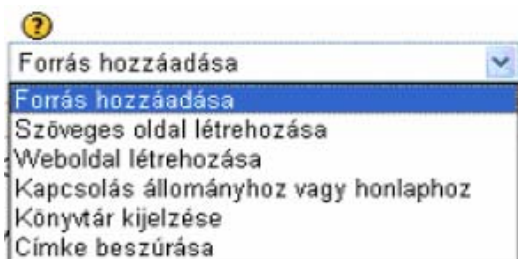 ?
Forrás hozzáadása
Forrás hozzáadása
Szöveges oldal létrehozása
Weboldal létrehozása
Kapcsolás állományhoz vagy honlaphoz
Könyvtár kijelzése
Címke beszúrása